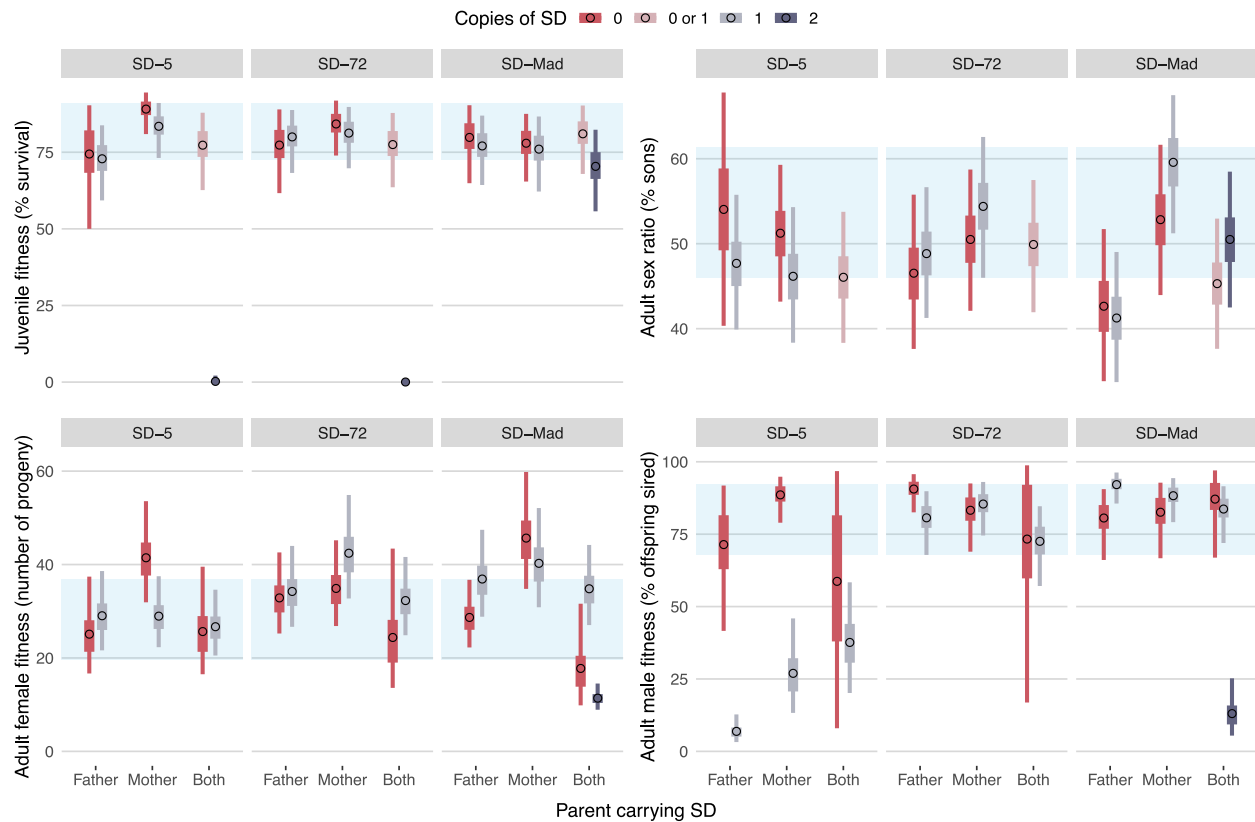 Copies of SD 0 0 or 1 1 2
SD−5 SD−72 SD−Mad
Juvenile fitness (% survival)
75
50
25
0
SD−5 SD−72 SD−Mad
Adult sex ratio (% sons)
60
50
40
SD−5 SD−72 SD−Mad
Adult female fitness (number of progeny)
60
40
20
0
Father Mother Both Father Mother Both Father Mother Both
SD−5 SD−72 SD−Mad
Adult male fitness (% offspring sired)
100
75
50
25
0
Father Mother Both Father Mother Both Father Mother Both
Parent carrying SD